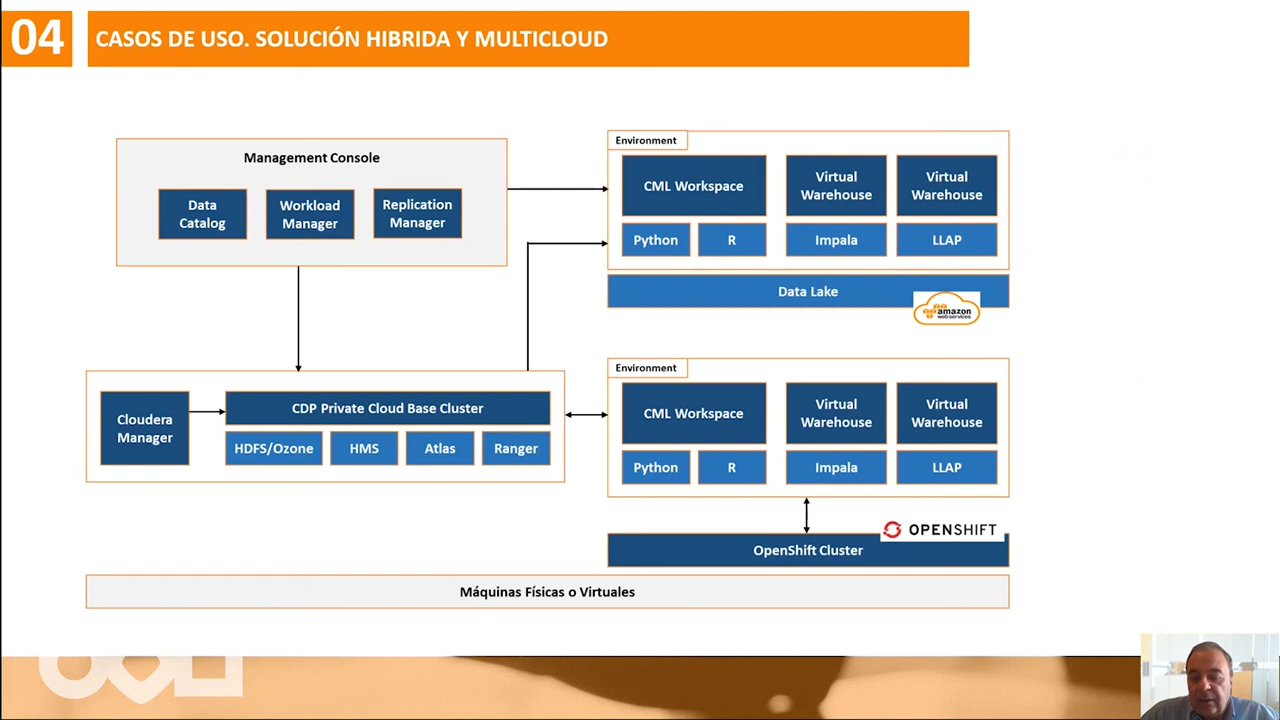 04
CASOS DE USO. SOLUCIÓN HIBRIDA Y MULTICLOUD
Management Console
Data
Catalog
Workload
Manager
Replication
Manager
Environment
CML Workspace
Virtual
Warehouse
Virtual
Warehouse
Python
R
Impala
LLAP
Data Lake
amazon
web services
Cloudera
Manager
CDP Private Cloud Base Cluster
HDFS/Ozone
HMS
Atlas
Ranger
Environment
CML Workspace
Virtual
Warehouse
Virtual
Warehouse
Python
R
Impala
LLAP
OPENSHIFT
OpenShift Cluster
Máquinas Físicas o Virtuales